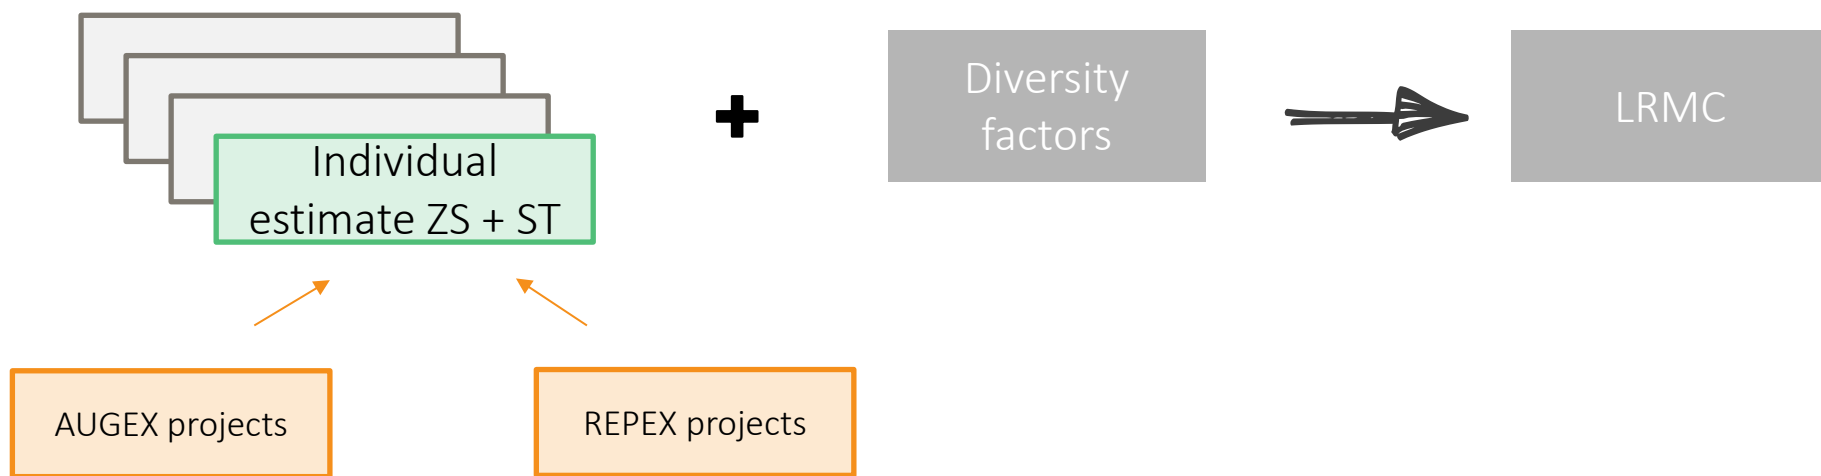 Individual
estimate ZS + ST
Diversity
factors
LRMC
AUGEX projects
REPEX projects